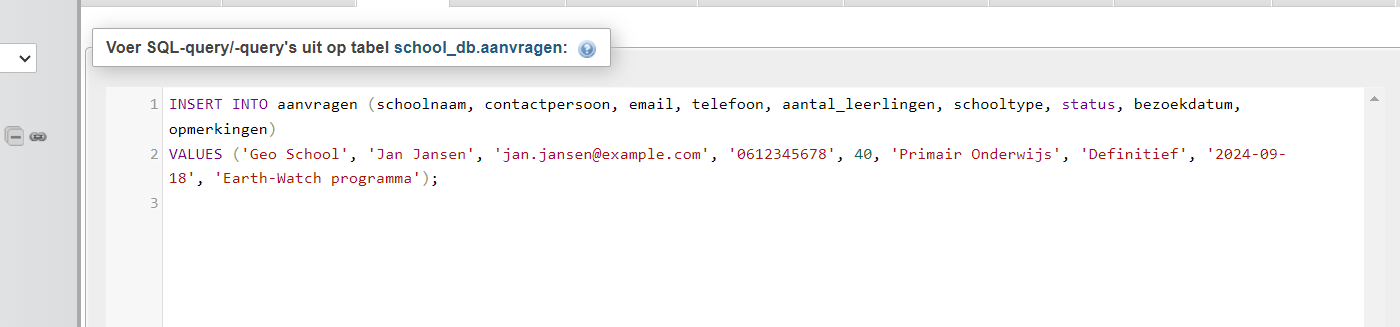 Voer SQL-query/-query's uit op tabel school_db.aanvragen:
1 INSERT INTO aanvragen (schoolnaam, contactpersoon, email, telefoon, aantal_leerlingen, schooltype, status, bezoekdatum,
opmerkingen)
2 VALUES ('Geo School', 'Jan Jansen', 'jan.jansen@example.com', '0612345678', 40, 'Primair Onderwijs', 'Definitief', '2024-09-
18', 'Earth-Watch programma');
3